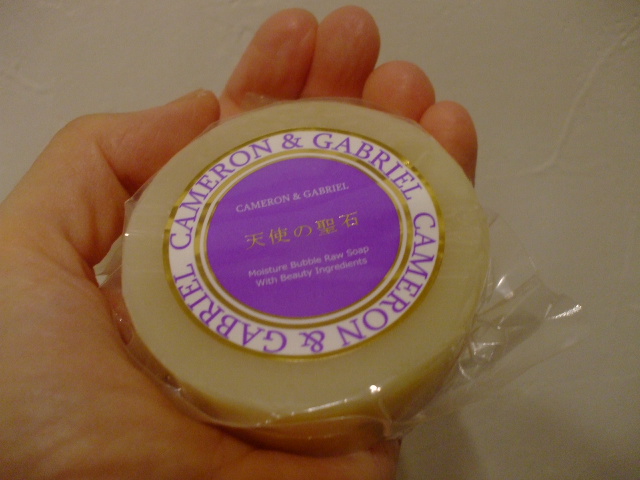 CAMERON & GABRIEL CAMERON & GABRIEL
CAMERON & GABRIEL
天使の聖石
Moisture Bubble Raw Soap
With Beauty Ingredients